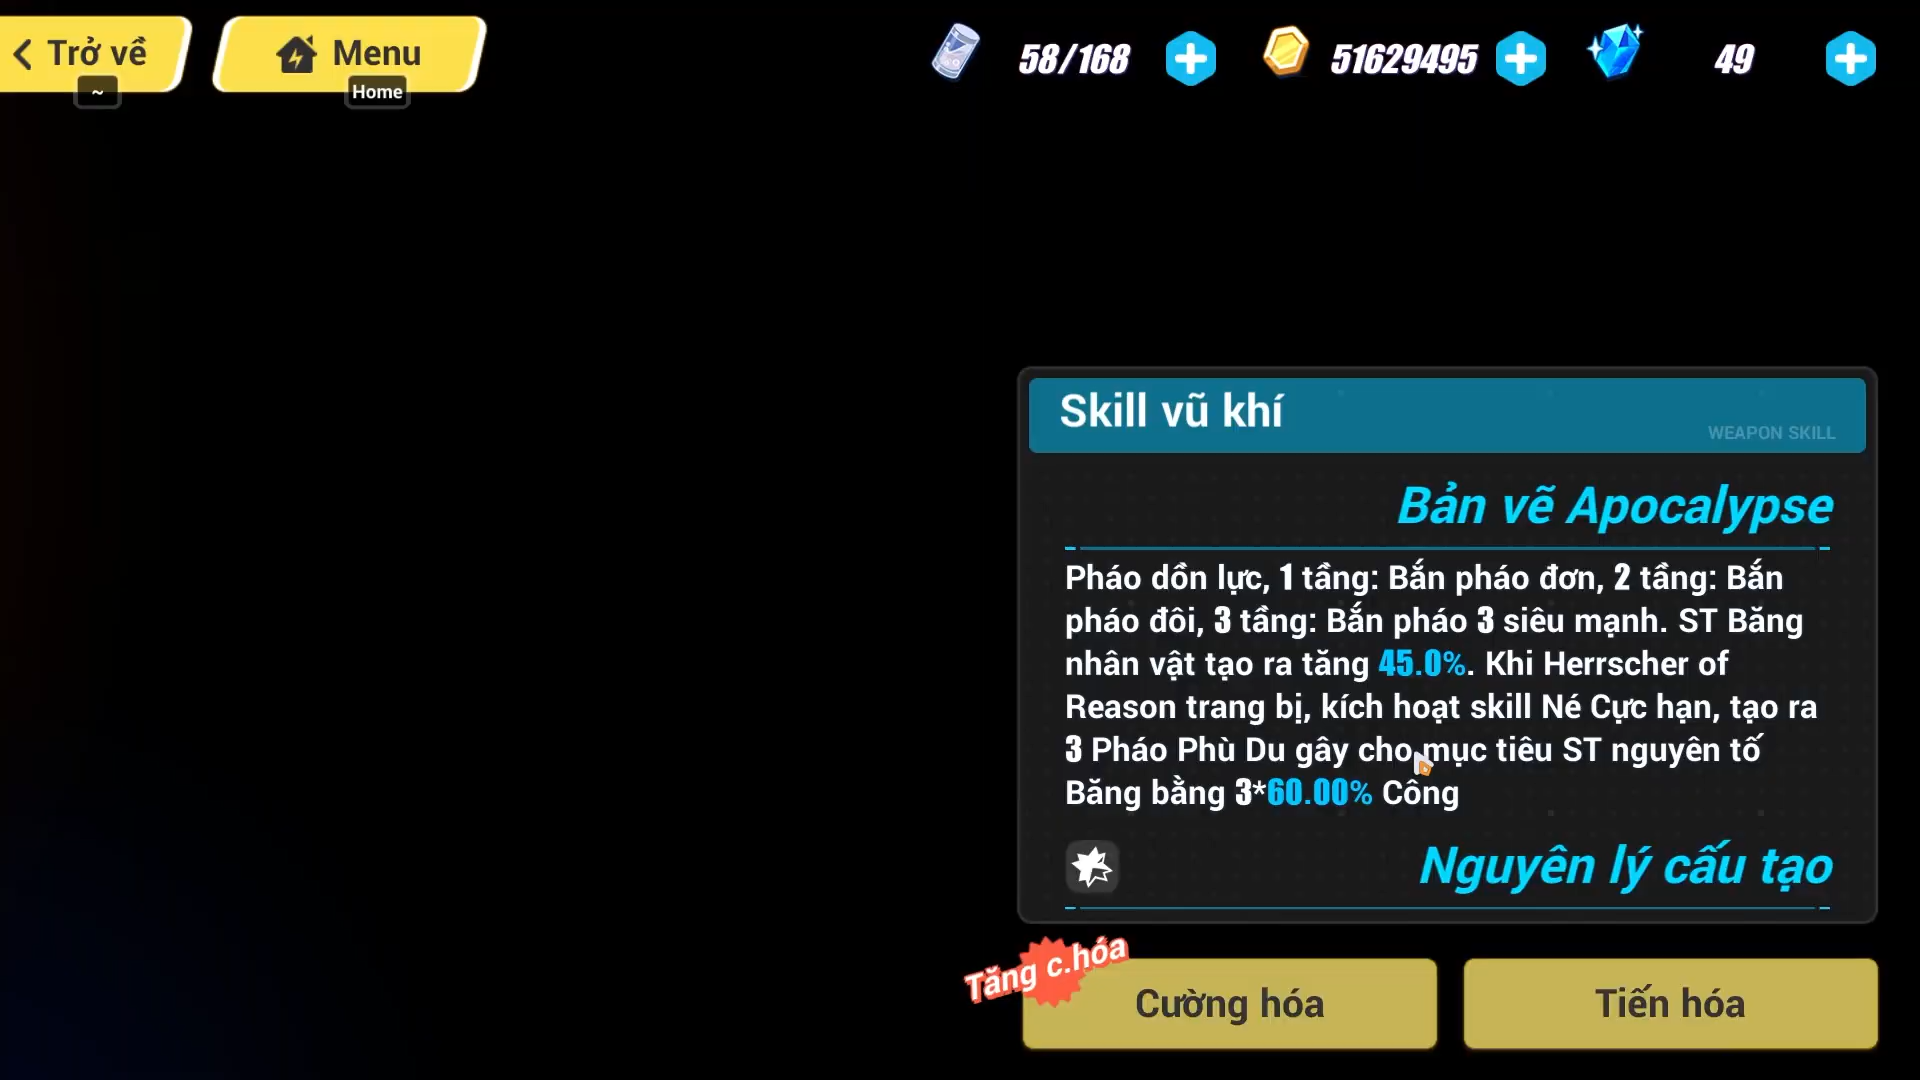 Trở về
~
Menu
Home
58/168
51629495
49
Skill vũ khí
WEAPON SKILL
Bản vẽ Apocalypse
Pháo dồn lực, 1 tầng: Bắn pháo đơn, 2 tầng: Bắn
pháo đôi, 3 tầng: Bắn pháo 3 siêu mạnh. ST Băng
nhân vật tạo ra tăng 45.0%. Khi Herrscher of
Reason trang bị, kích hoạt skill Né Cực hạn, tạo ra
3 Pháo Phù Du gây cho mục tiêu ST nguyên tố
Băng bằng 3*60.00% Công
Nguyên lý cấu tạo
Tăng c.hóa
Cường hóa
Tiến hóa